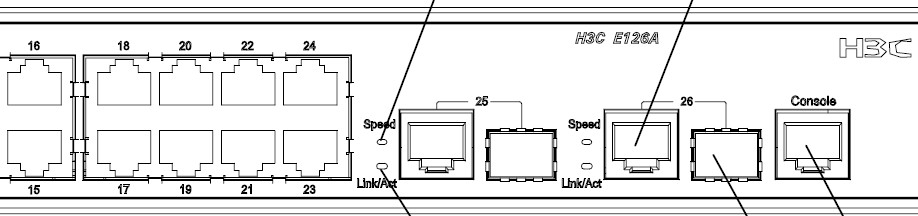 H3C E126A
H3C
16 18 20 22 24
25 26 Console
Speed Speed
Link/Act Link/Act
15 17 19 21 23